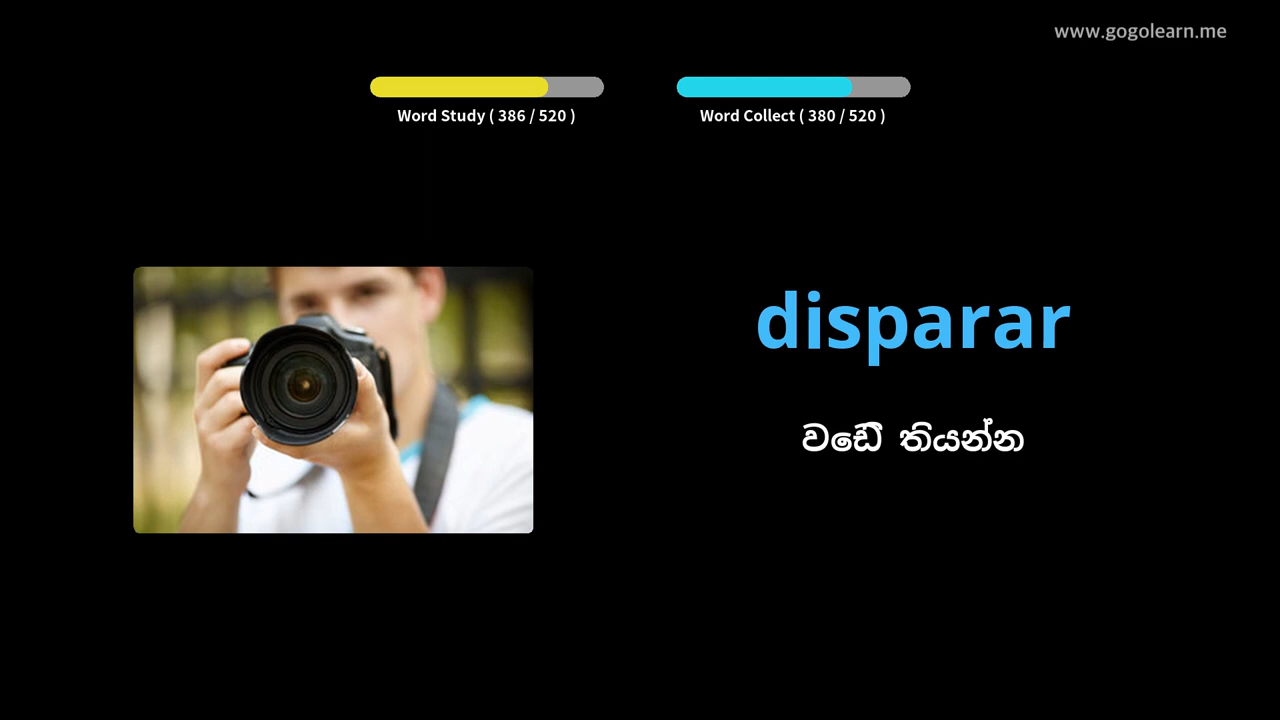 www.gogolearn.me
Word Study ( 386 / 520 )
Word Collect ( 380 / 520 )
disparar
වෙඩි තියන්න